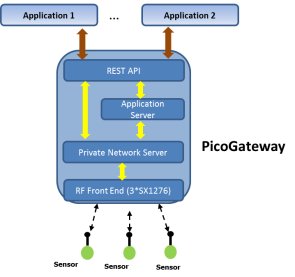 Application 1 ... Application 2
REST API
Application
Server
PicoGateway
Private Network Server
RF Front End (3*SX1276)
Sensor Sensor Sensor